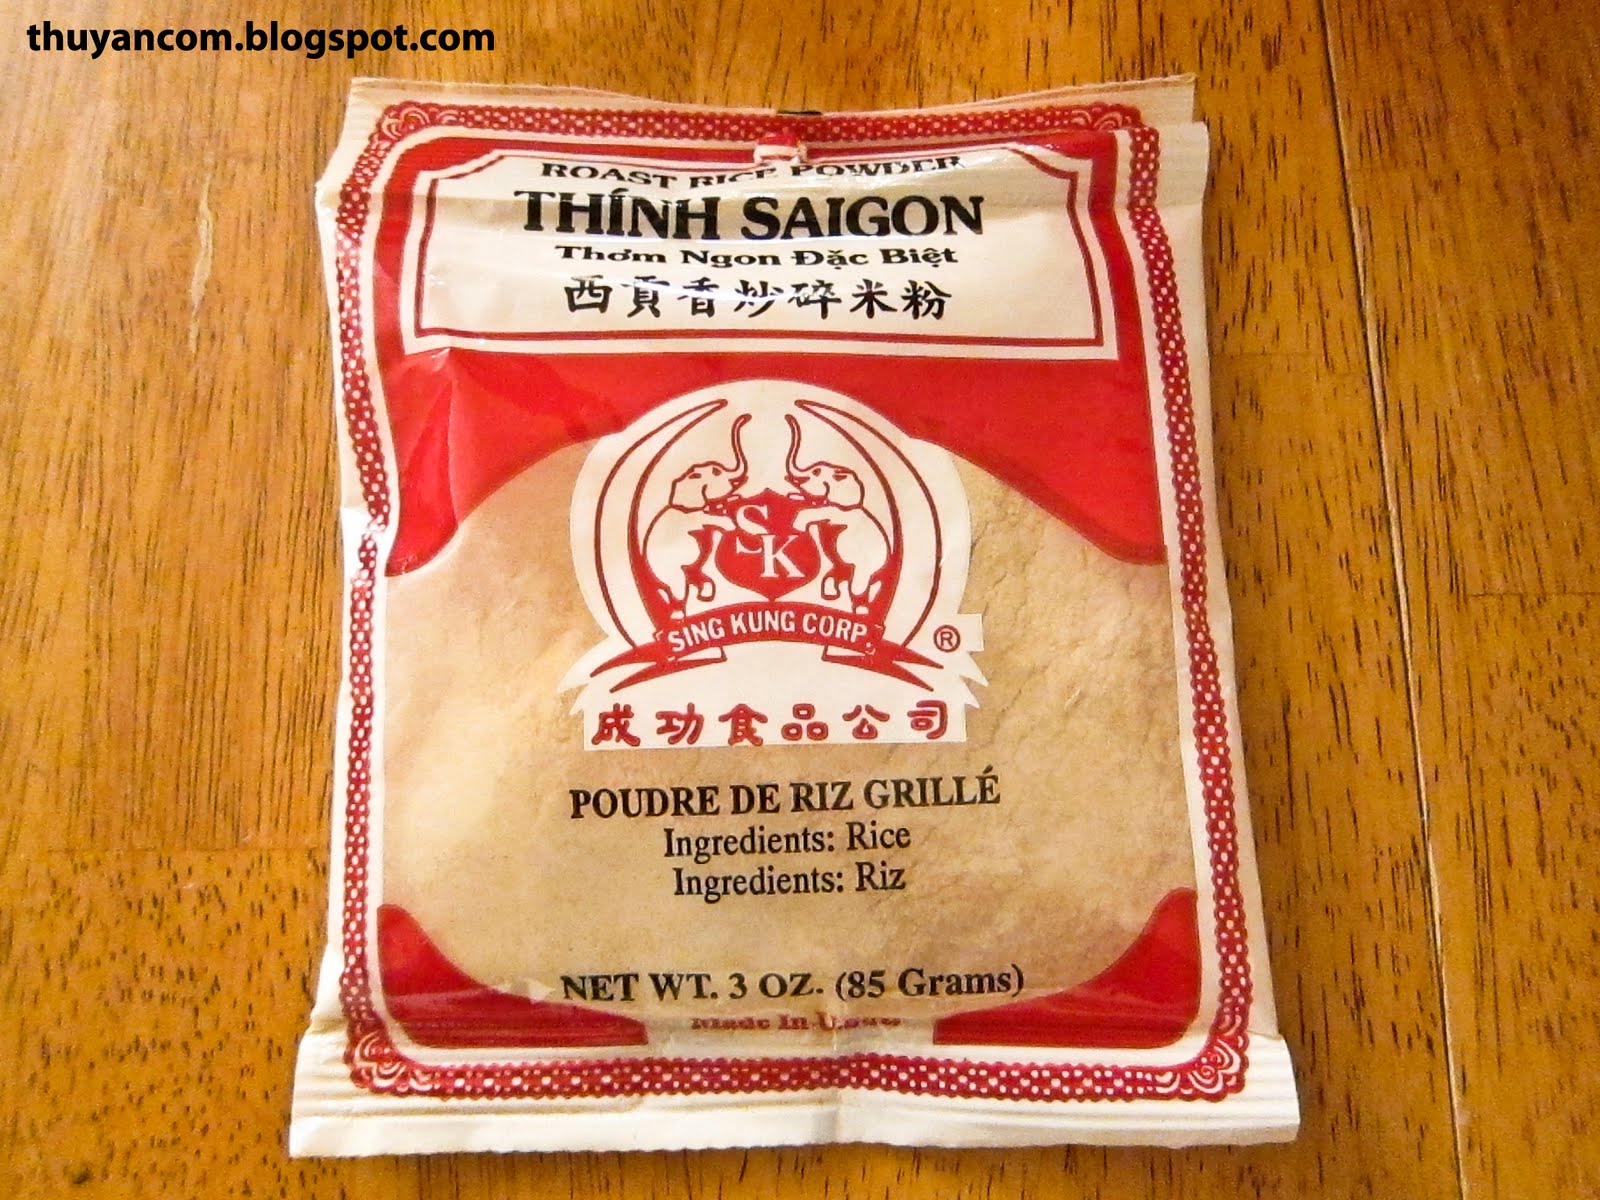 thuyancom.blogspot.com
ROAST RICE POWDER
THÍNH SAIGON
Thơm Ngon Đặc Biệt
西貢香炒碎米粉
S
K
SING KUNG CORP.
®
成功食品公司
POUDRE DE RIZ GRILLÉ
Ingredients: Rice
Ingredients: Riz
NET WT. 3 OZ. (85 Grams)
Made In U.S.A.